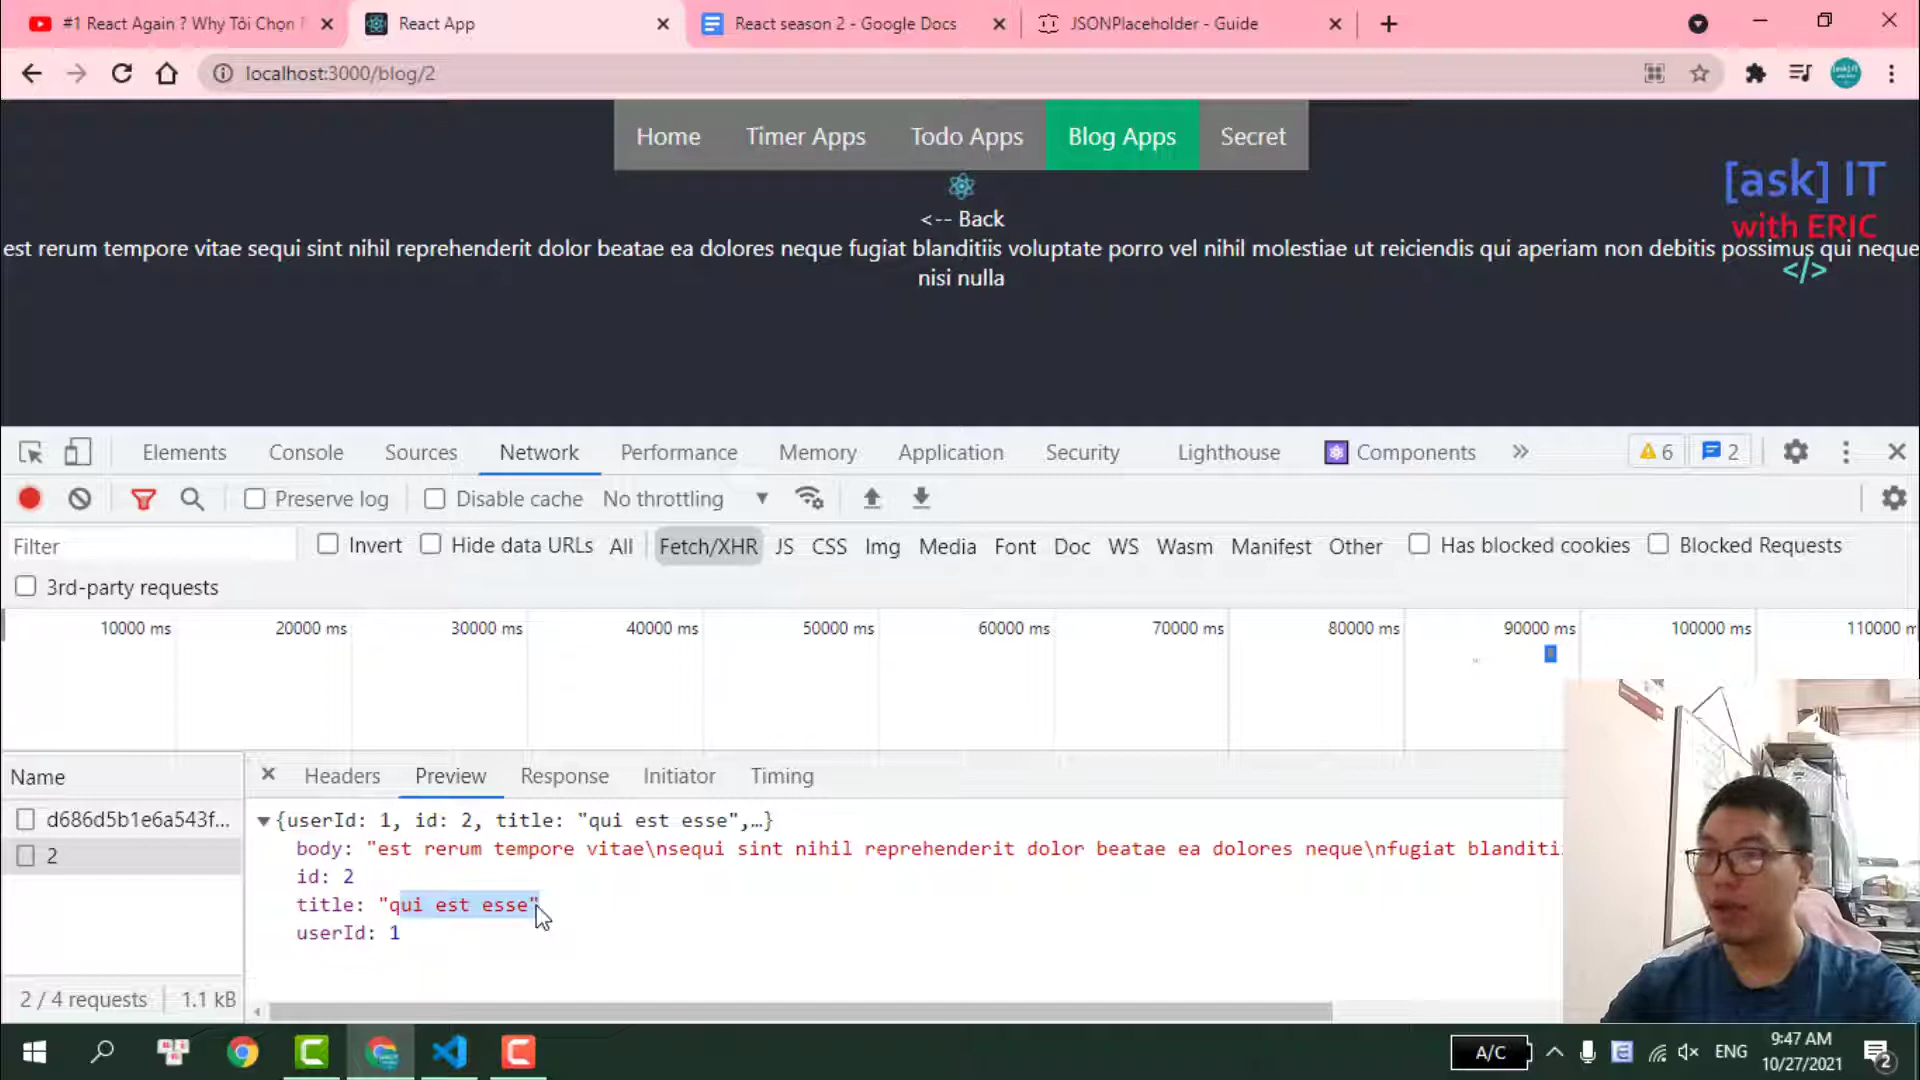 #1 React Again ? Why Tôi Chọn
React App
React season 2 - Google Docs
JSONPlaceholder - Guide
localhost:3000/blog/2
Home
Timer Apps
Todo Apps
Blog Apps
Secret
[ask] IT
with ERIC
</>
<-- Back
est rerum tempore vitae sequi sint nihil reprehenderit dolor beatae ea dolores neque fugiat blanditiis voluptate porro vel nihil molestiae ut reiciendis qui aperiam non debitis possimus qui neque
nisi nulla
Elements
Console
Sources
Network
Performance
Memory
Application
Security
Lighthouse
Components
»
6
2
Preserve log
Disable cache
No throttling
Filter
Invert
Hide data URLs
All
Fetch/XHR
JS
CSS
Img
Media
Font
Doc
WS
Wasm
Manifest
Other
Has blocked cookies
Blocked Requests
3rd-party requests
10000 ms
20000 ms
30000 ms
40000 ms
50000 ms
60000 ms
70000 ms
80000 ms
90000 ms
100000 ms
110000 m
Name
Headers
Preview
Response
Initiator
Timing
d686d5b1e6a543f...
2
{userId: 1, id: 2, title: "qui est esse",…}
body: "est rerum tempore vitae\nsequi sint nihil reprehenderit dolor beatae ea dolores neque\nfugiat blanditi
id: 2
title: "qui est esse"
userId: 1
2 / 4 requests
1.1 kB
A/C
ENG
9:47 AM
10/27/2021
2